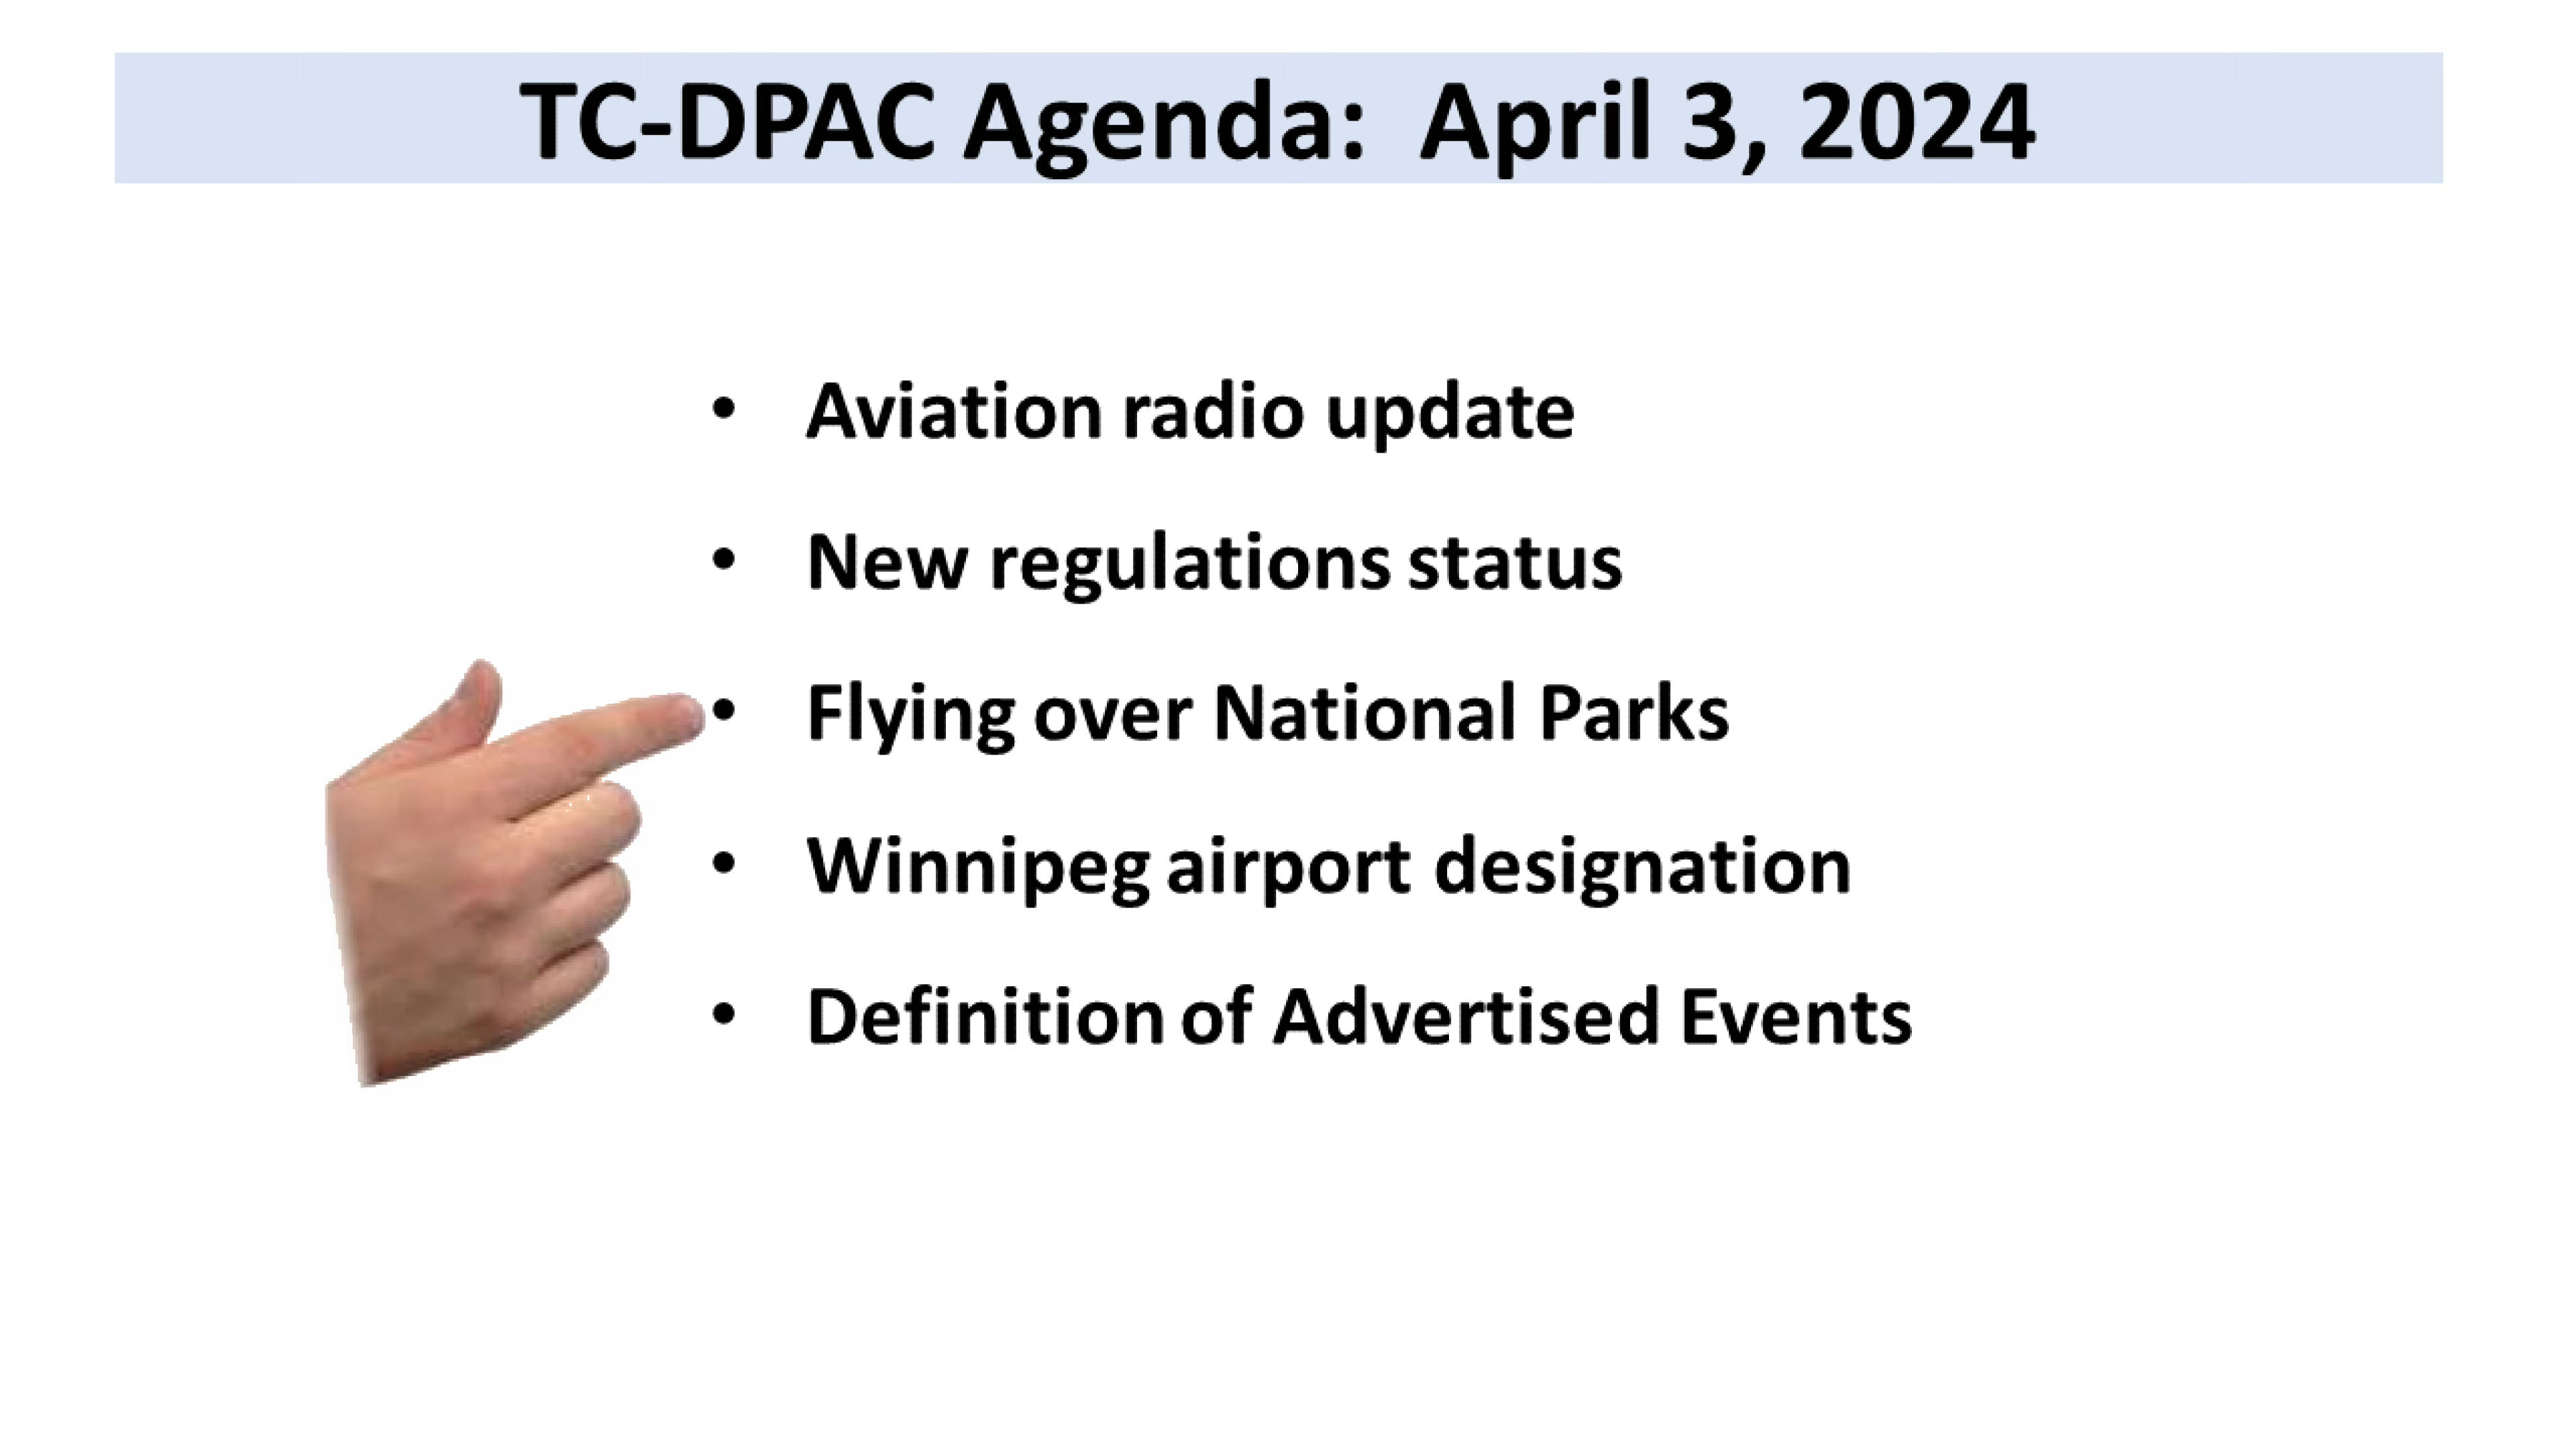 TC-DPAC Agenda:  April 3, 2024
• Aviation radio update
• New regulations status
• Flying over National Parks
• Winnipeg airport designation
• Definition of Advertised Events